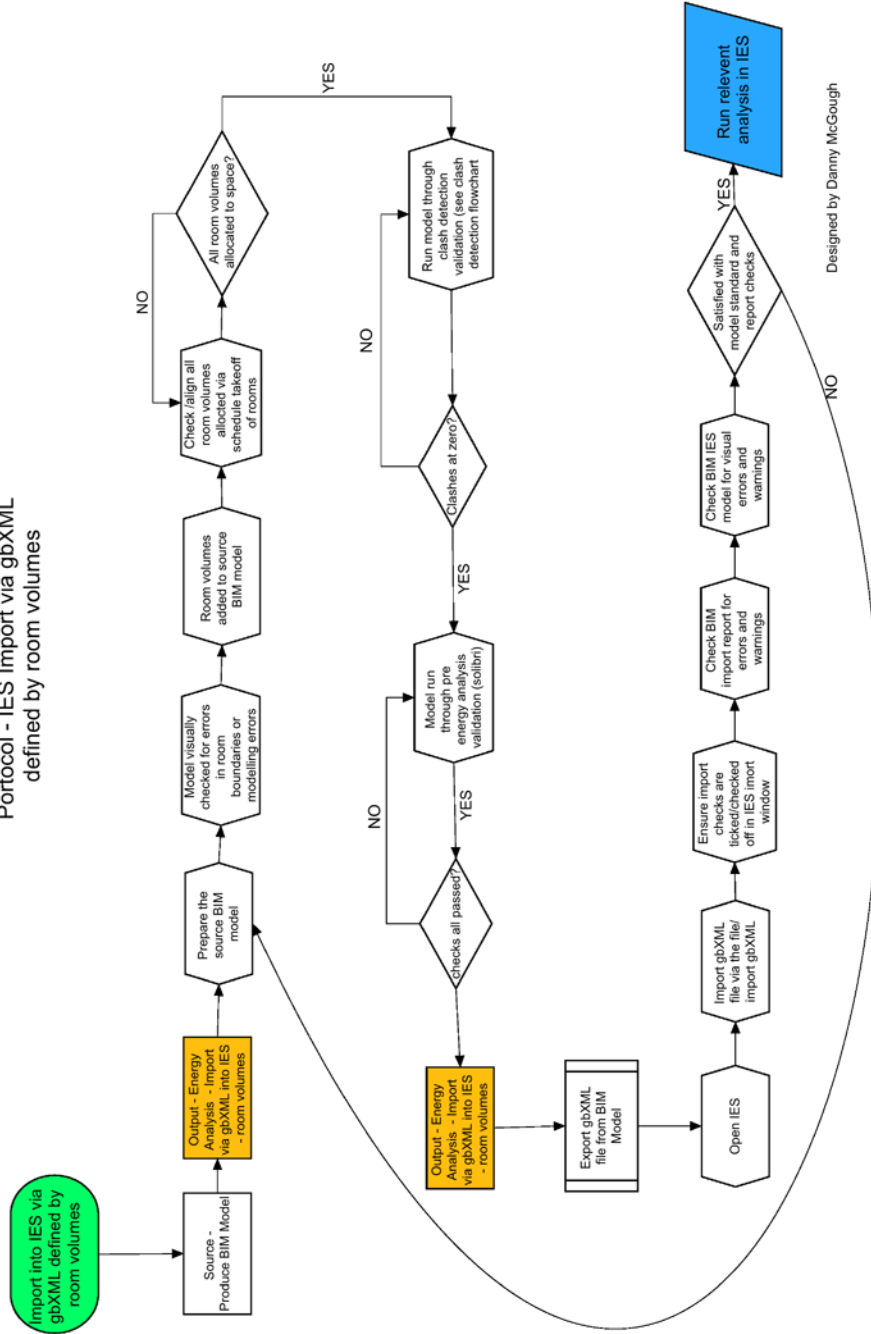 Portocol - IES Import via gbXML
defined by room volumes
Import into IES via
gbXML defined by
room volumes
Source -
Produce BIM Model
Output - Energy
Analysis - Import
via gbXML into IES
- room volumes
Prepare the
source BIM
model
Model visually
checked for errors
in room
boundaries or
modelling errors
Room volumes
added to source
BIM model
Check /align all
room volumes
allocted via
schedule takeoff
of rooms
NO
All room volumes
allocated to space?
YES
Run model through
clash detection
validation (see clash
detection flowchart
NO
Clashes at zero?
YES
Model run
through pre
energy analysis
validation (solibri)
NO
YES
checks all passed?
Output - Energy
Analysis - Import
via gbXML into IES
- room volumes
Export gbXML
file from BIM
Model
Open IES
Import gbXML
file via the file/
import gbXML
Ensure import
checks are
ticked/checked
off in IES imort
window
Check BIM
import report for
errors and
warnings
Check BIM IES
model for visual
errors and
warnings
Satisfied with
model standard and
report checks
NO
YES
Run relevent
analysis in IES
Designed by Danny McGough